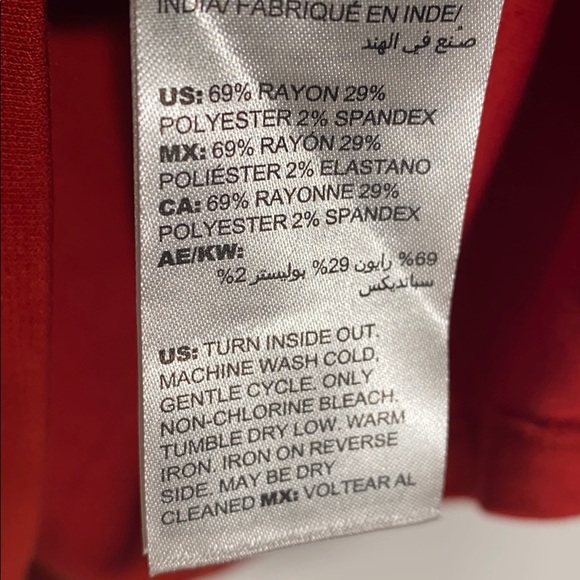 INDIA/ FABRIQUÉ EN INDE/
صنع في الهند
US: 69% RAYON 29%
POLYESTER 2% SPANDEX
MX: 69% RAYÓN 29%
POLIÉSTER 2% ELASTANO
CA: 69% RAYONNE 29%
POLYESTER 2% SPANDEX
AE/KW:
69% رايون 29% بوليستر 2%
سبانديكس
US: TURN INSIDE OUT.
MACHINE WASH COLD,
GENTLE CYCLE. ONLY
NON-CHLORINE BLEACH.
TUMBLE DRY LOW. WARM
IRON. IRON ON REVERSE
SIDE. MAY BE DRY
CLEANED MX: VOLTEAR AL